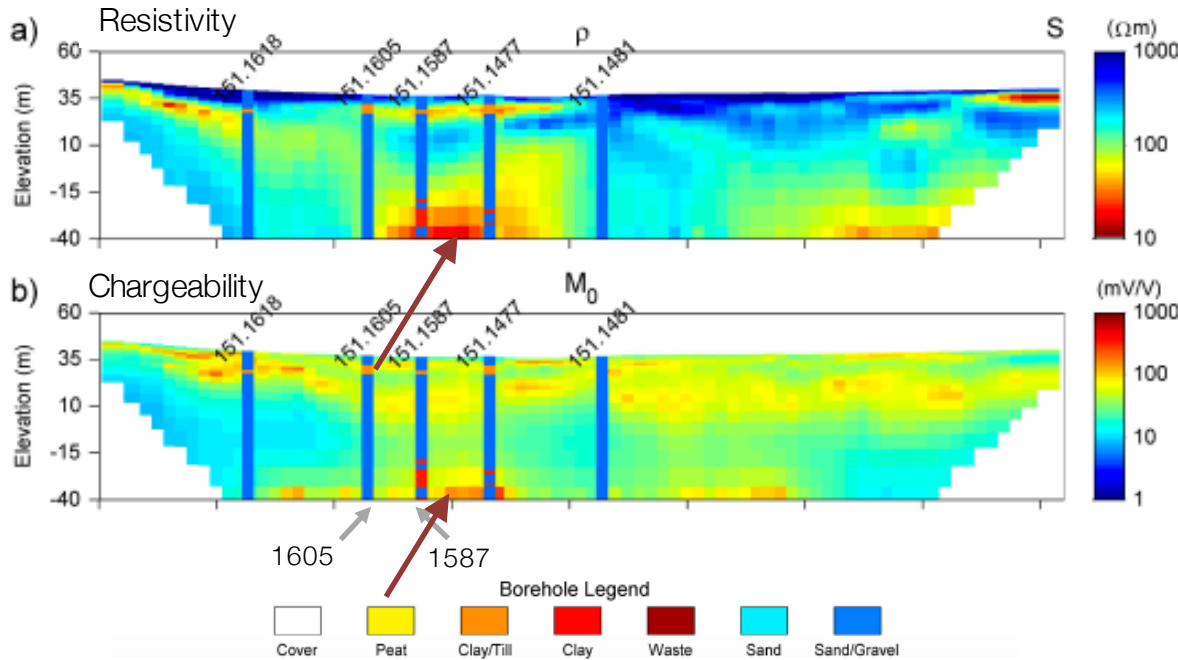 a) Resistivity ρ S (Ωm)
60 1000
151.1618 151.1605 151.1587 151.1477 151.1481
35
10 100
-15
-40 10
Elevation (m)
b) Chargeability M0 (mV/V)
60 1000
151.1618 151.1605 151.1587 151.1477 151.1481
35 100
10
-15 10
-40 1
Elevation (m)
1605 1587
Borehole Legend
Cover Peat Clay/Till Clay Waste Sand Sand/Gravel